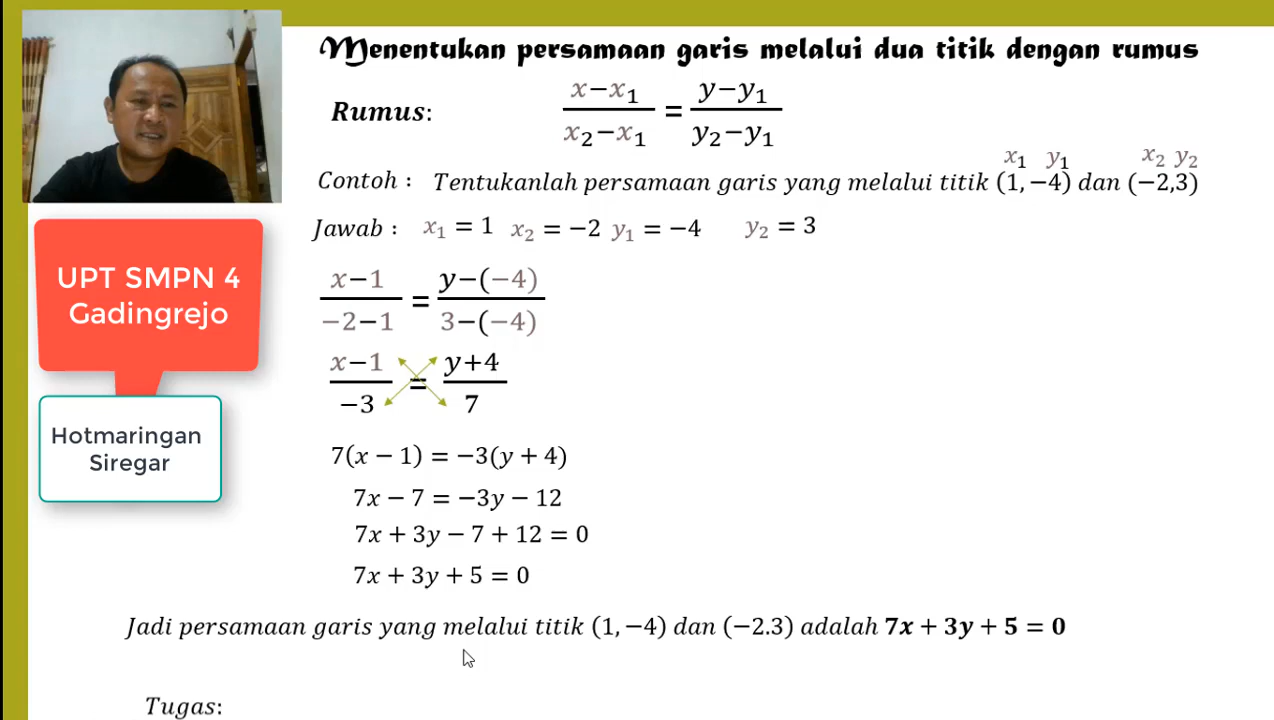 Menentukan persamaan garis melalui dua titik dengan rumus
Rumus: (x−x₁)/(x₂−x₁) = (y−y₁)/(y₂−y₁)
x₁ y₁ x₂ y₂
Contoh : Tentukanlah persamaan garis yang melalui titik (1,−4) dan (−2,3)
Jawab : x₁ = 1 x₂ = −2 y₁ = −4 y₂ = 3
(x−1)/(−2−1) = (y−(−4))/(3−(−4))
(x−1)/(−3) = (y+4)/7
7(x − 1) = −3(y + 4)
7x − 7 = −3y − 12
7x + 3y − 7 + 12 = 0
7x + 3y + 5 = 0
Jadi persamaan garis yang melalui titik (1,−4) dan (−2.3) adalah 7x + 3y + 5 = 0
Tugas:
UPT SMPN 4
Gadingrejo
Hotmaringan
Siregar